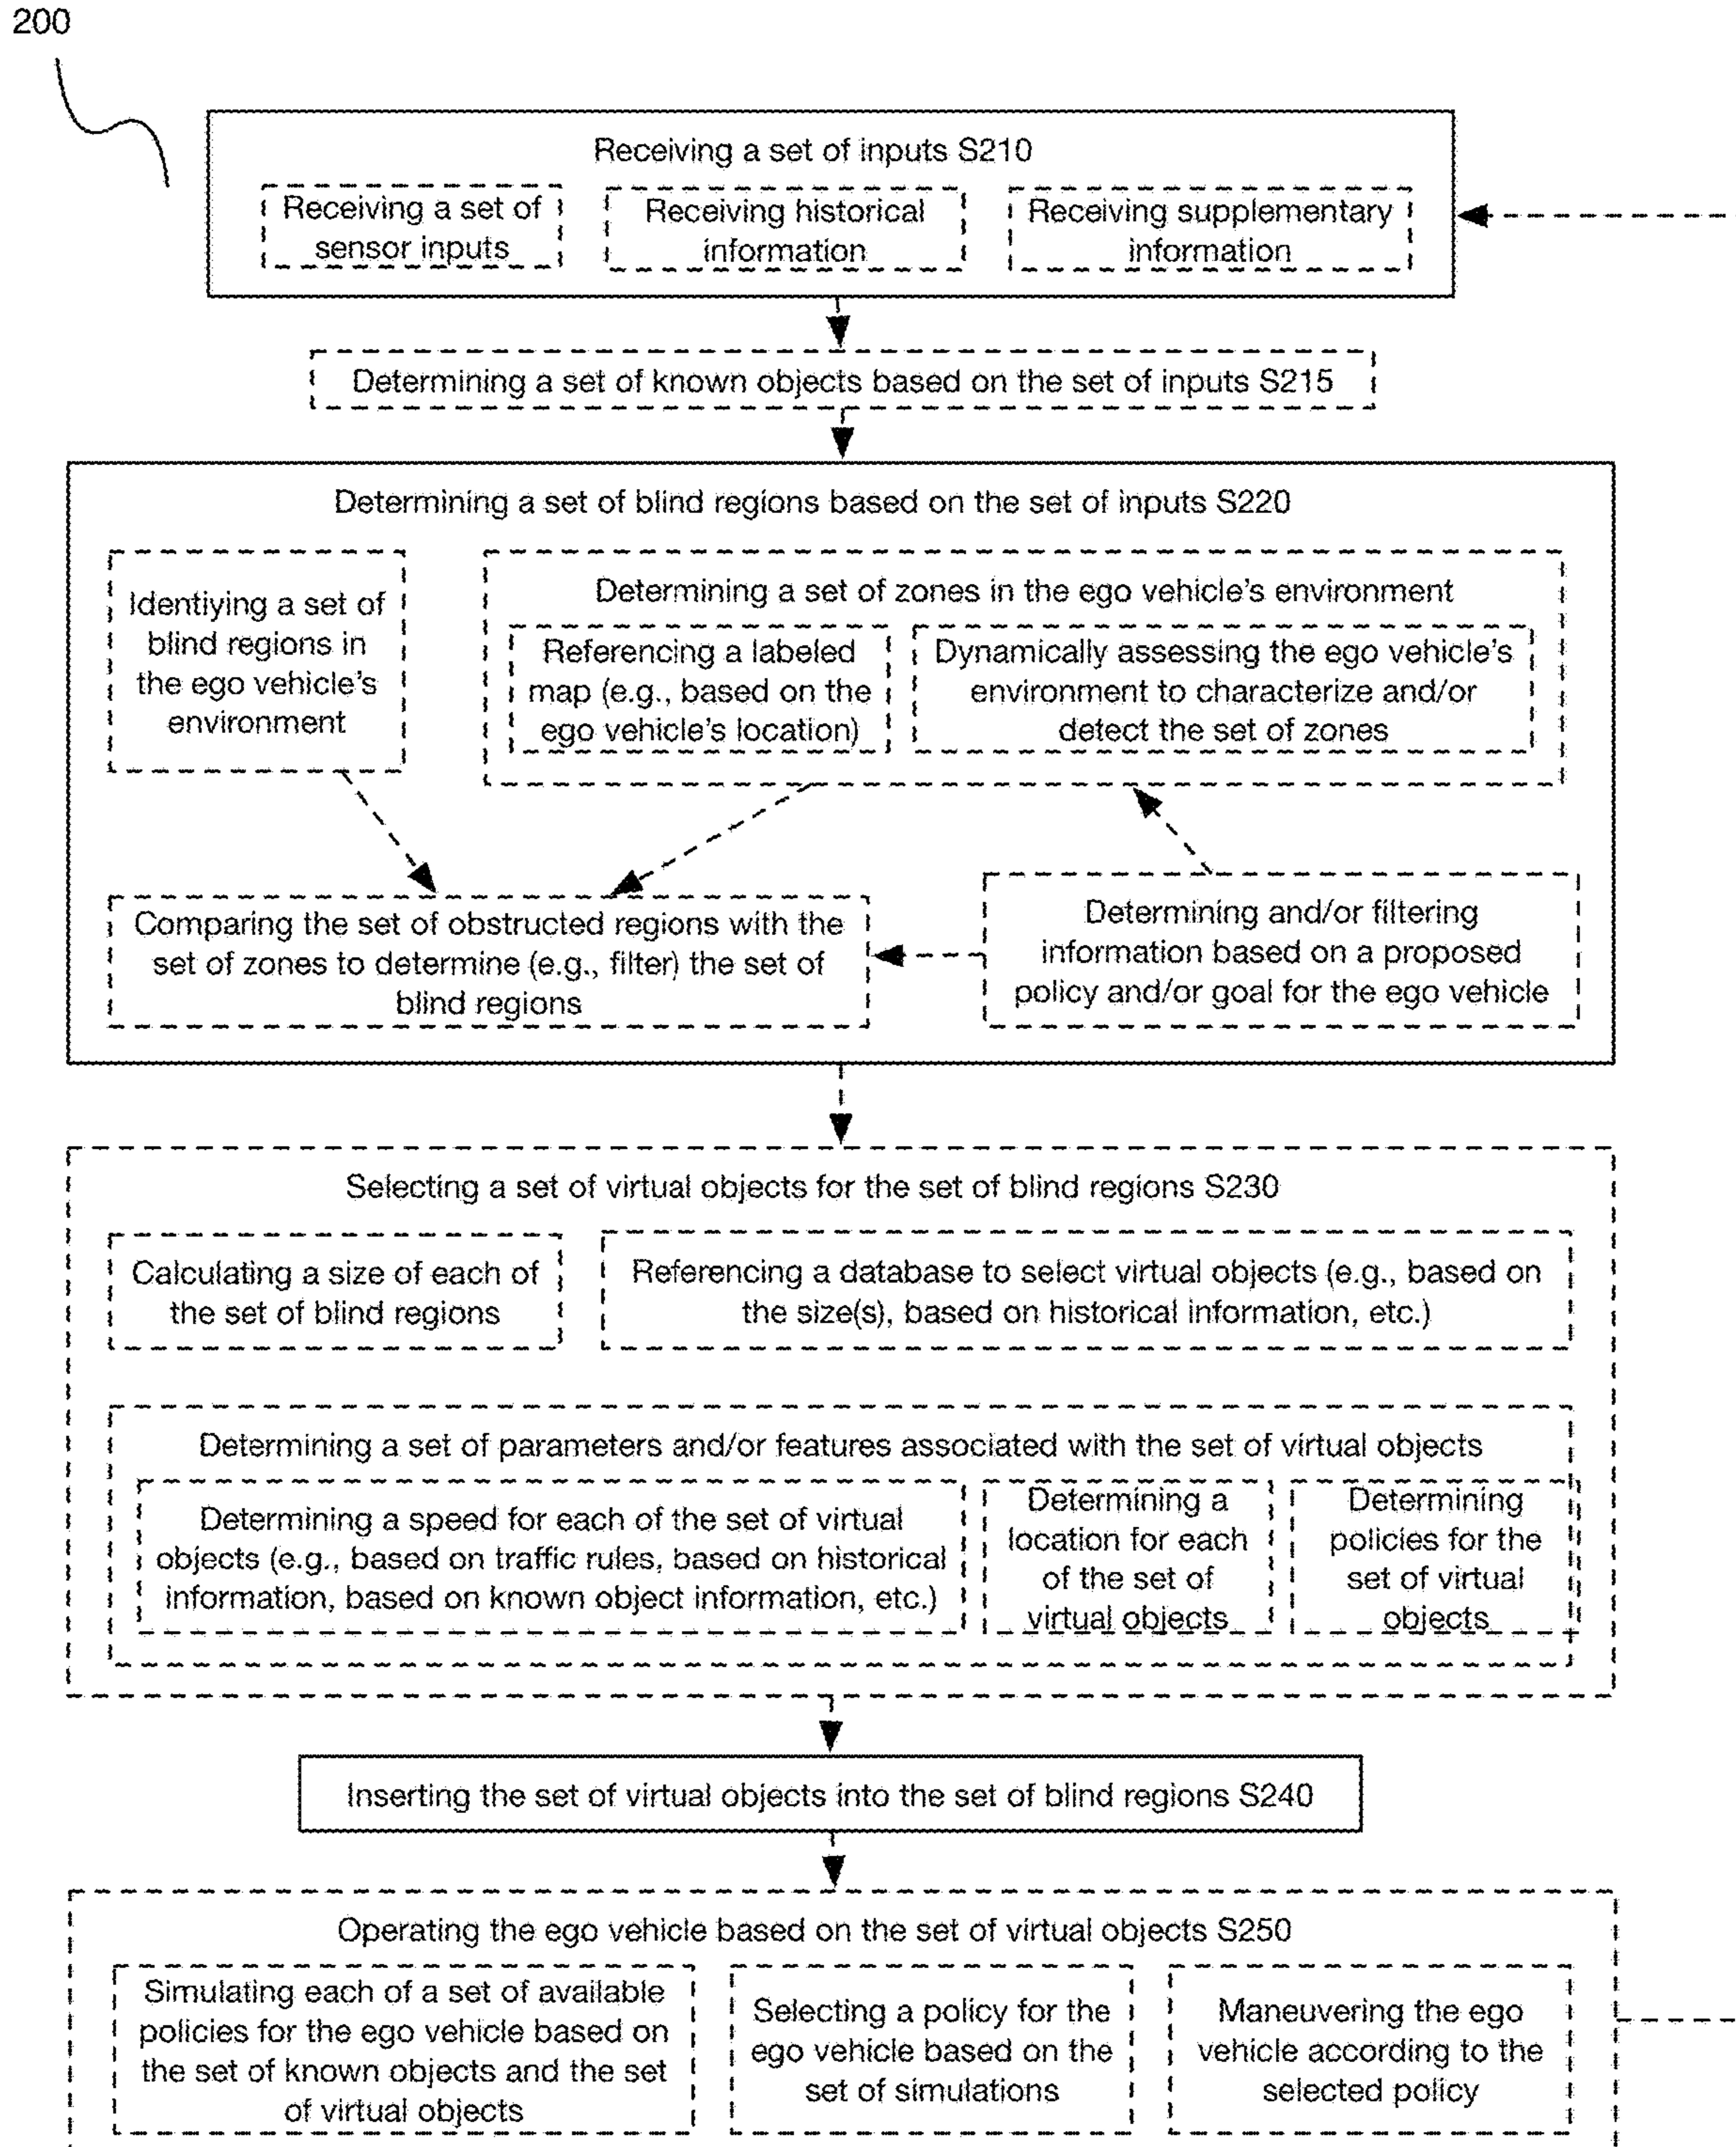 200
Receiving a set of inputs S210
Receiving a set of
sensor inputs
Receiving historical
information
Receiving supplementary
information
Determining a set of known objects based on the set of inputs S215
Determining a set of blind regions based on the set of inputs S220
Identiying a set of
blind regions in
the ego vehicle's
environment
Determining a set of zones in the ego vehicle's environment
Referencing a labeled
map (e.g., based on the
ego vehicle's location)
Dynamically assessing the ego vehicle's
environment to characterize and/or
detect the set of zones
Comparing the set of obstructed regions with the
set of zones to determine (e.g., filter) the set of
blind regions
Determining and/or filtering
information based on a proposed
policy and/or goal for the ego vehicle
Selecting a set of virtual objects for the set of blind regions S230
Calculating a size of each of
the set of blind regions
Referencing a database to select virtual objects (e.g., based on
the size(s), based on historical information, etc.)
Determining a set of parameters and/or features associated with the set of virtual objects
Determining a speed for each of the set of virtual
objects (e.g., based on traffic rules, based on historical
information, based on known object information, etc.)
Determining a
location for each
of the set of
virtual objects
Determining
policies for the
set of virtual
objects
Inserting the set of virtual objects into the set of blind regions S240
Operating the ego vehicle based on the set of virtual objects S250
Simulating each of a set of available
policies for the ego vehicle based on
the set of known objects and the set
of virtual objects
Selecting a policy for the
ego vehicle based on the
set of simulations
Maneuvering the ego
vehicle according to the
selected policy